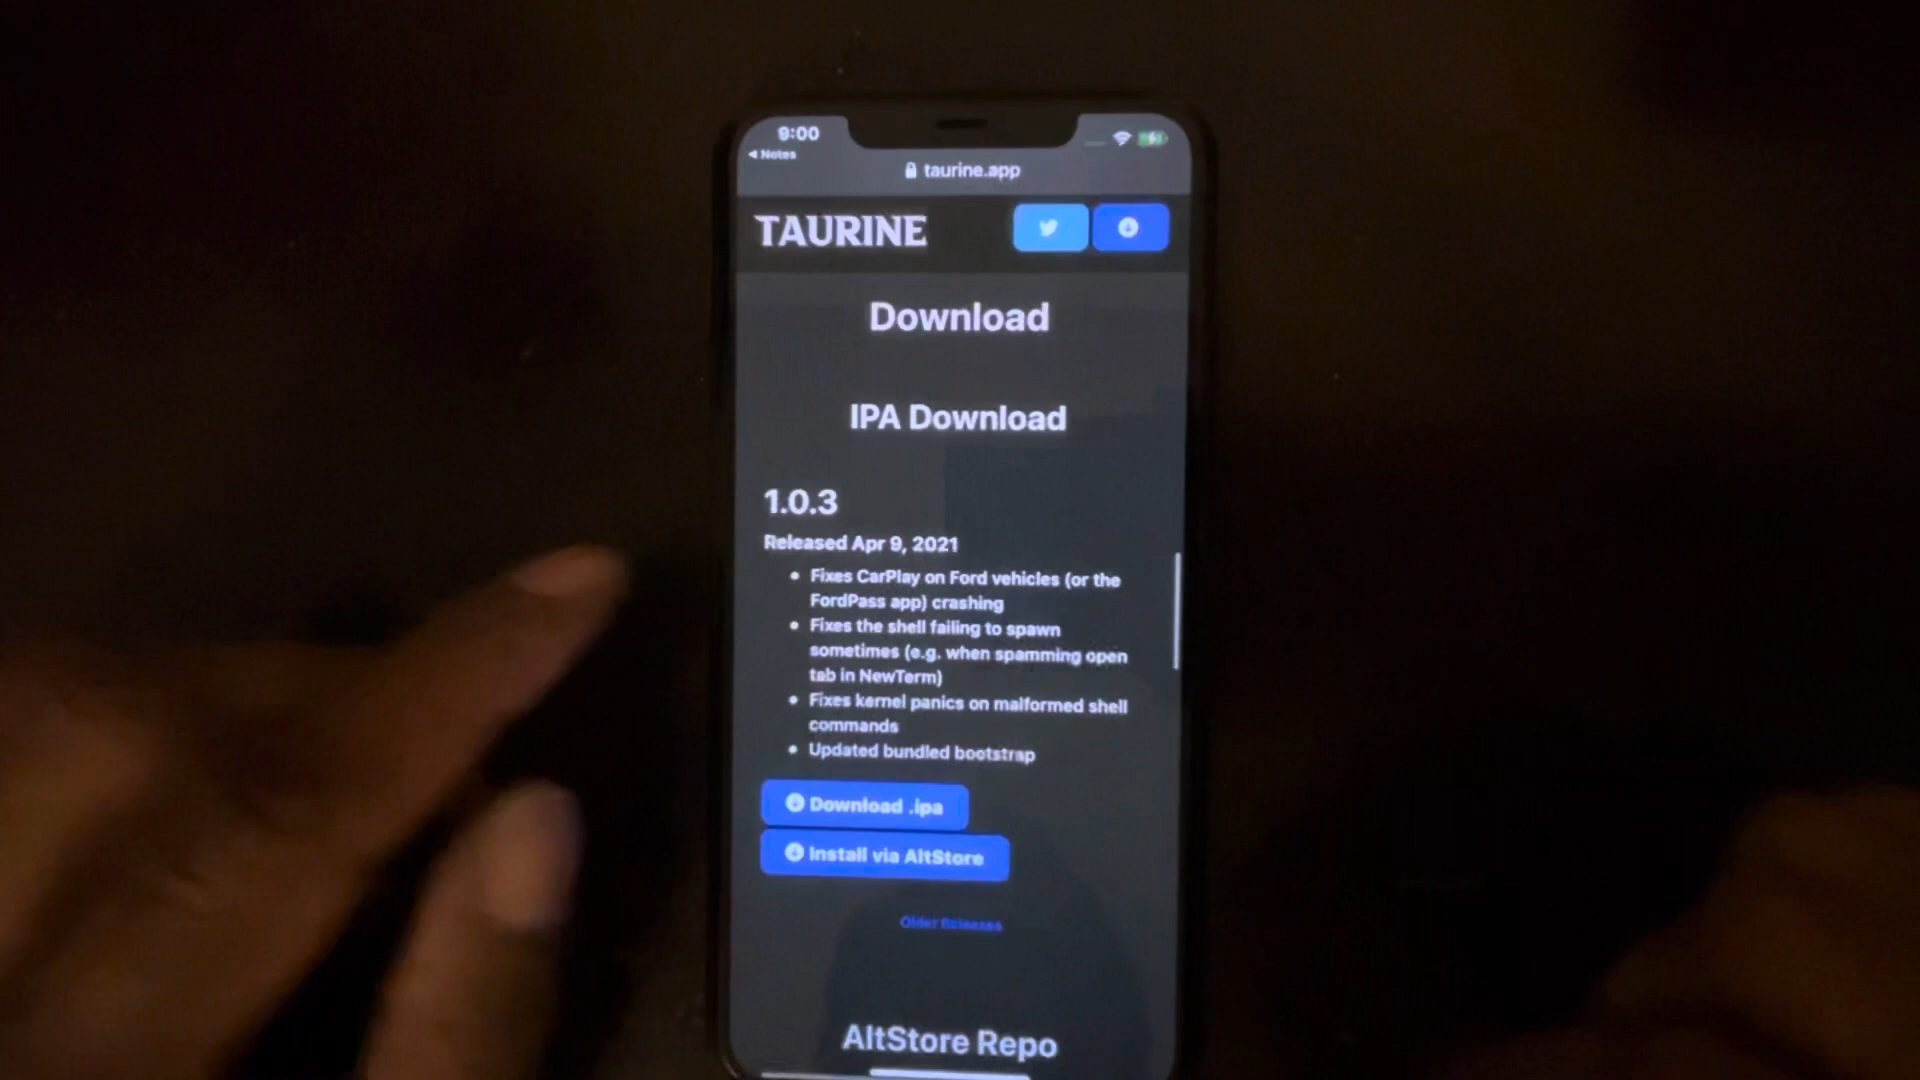 9:00
Notes
taurine.app
TAURINE
Download
IPA Download
1.0.3
Released Apr 9, 2021
Fixes CarPlay on Ford vehicles (or the
FordPass app) crashing
Fixes the shell failing to spawn
sometimes (e.g. when spamming open
tab in NewTerm)
Fixes kernel panics on malformed shell
commands
Updated bundled bootstrap
Download .ipa
Install via AltStore
Older Releases
AltStore Repo